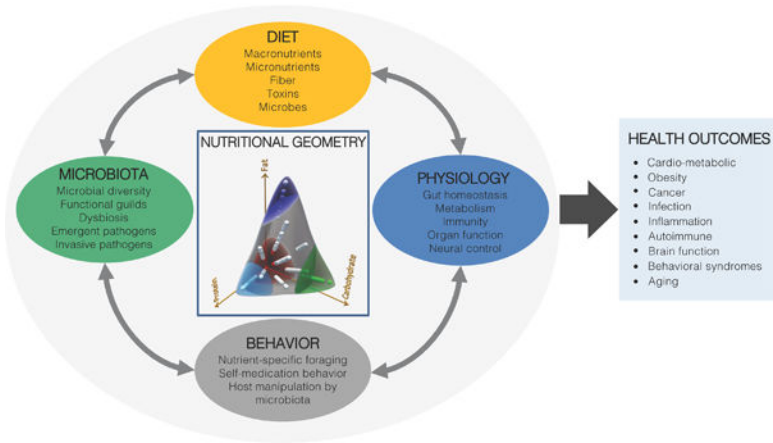 DIET
Macronutrients
Micronutrients
Fiber
Toxins
Microbes
NUTRITIONAL GEOMETRY
Fat
Protein
Carbohydrate
MICROBIOTA
Microbial diversity
Functional guilds
Dysbiosis
Emergent pathogens
Invasive pathogens
PHYSIOLOGY
Gut homeostasis
Metabolism
Immunity
Organ function
Neural control
BEHAVIOR
Nutrient-specific foraging
Self-medication behavior
Host manipulation by
microbiota
HEALTH OUTCOMES
• Cardio-metabolic
• Obesity
• Cancer
• Infection
• Inflammation
• Autoimmune
• Brain function
• Behavioral syndromes
• Aging